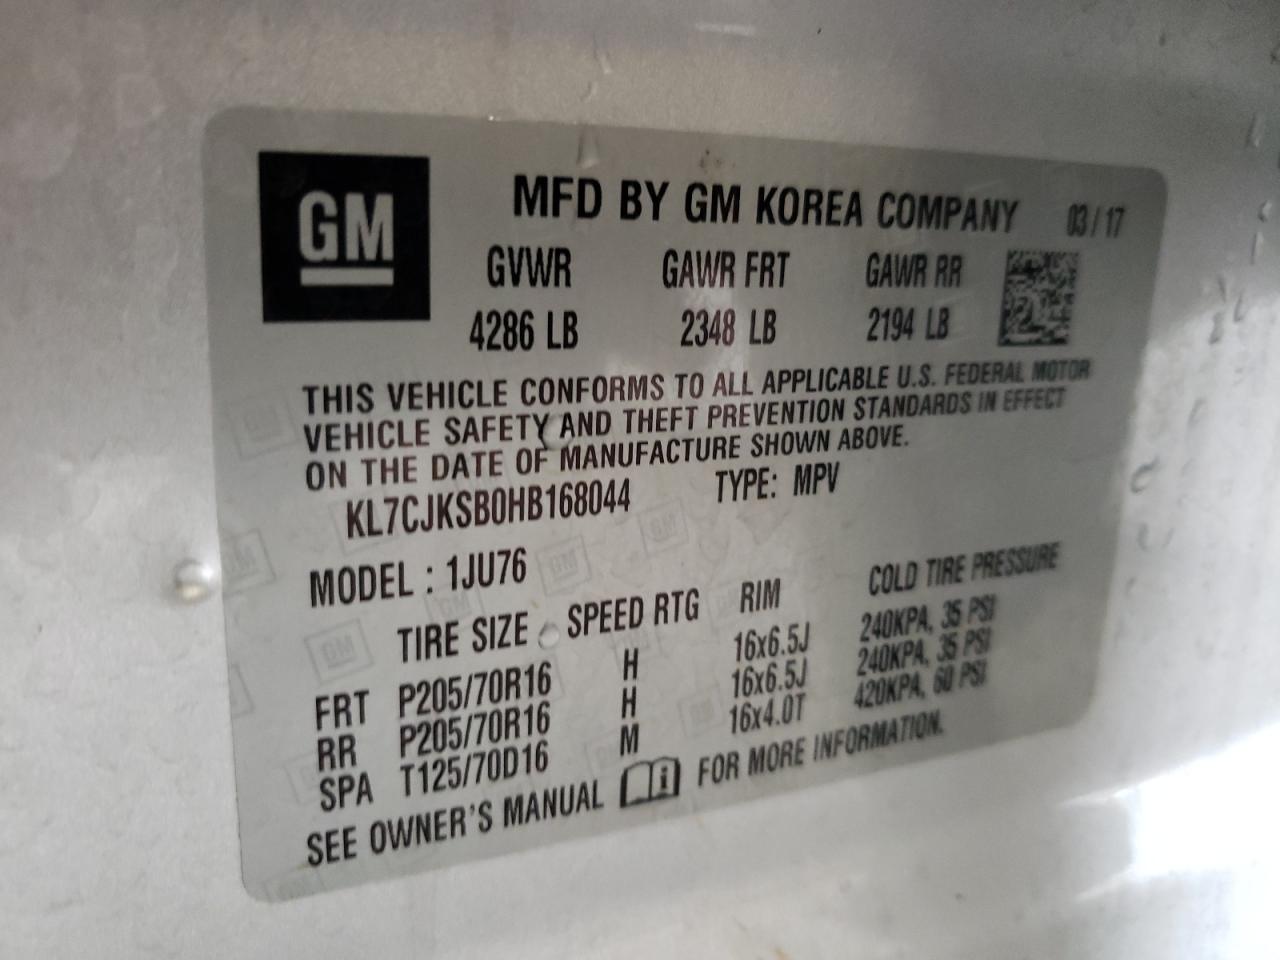 GM
MFD BY GM KOREA COMPANY 03/17
GVWR GAWR FRT GAWR RR
4286 LB 2348 LB 2194 LB
THIS VEHICLE CONFORMS TO ALL APPLICABLE U.S. FEDERAL MOTOR
VEHICLE SAFETY AND THEFT PREVENTION STANDARDS IN EFFECT
ON THE DATE OF MANUFACTURE SHOWN ABOVE.
KL7CJKSB0HB168044 TYPE: MPV
MODEL : 1JU76
TIRE SIZE SPEED RTG RIM COLD TIRE PRESSURE
FRT P205/70R16 H 16x6.5J 240KPA, 35 PSI
RR P205/70R16 H 16x6.5J 240KPA, 35 PSI
SPA T125/70D16 M 16x4.0T 420KPA, 60 PSI
SEE OWNER'S MANUAL FOR MORE INFORMATION.